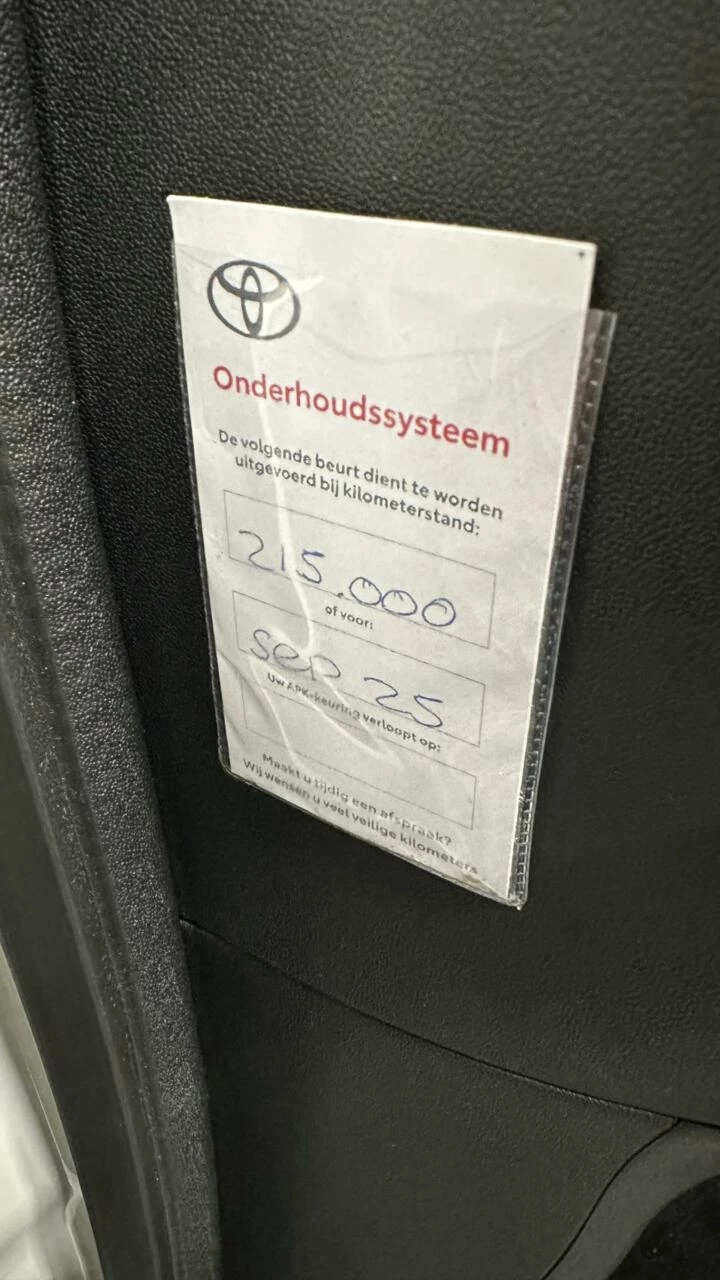 Onderhoudssysteem
De volgende beurt dient te worden
uitgevoerd bij kilometerstand:
215.000
of voor:
sep 25
Uw APK-keuring verloopt op:
Maakt u tijdig een afspraak?
Wij wensen u veel veilige kilometers